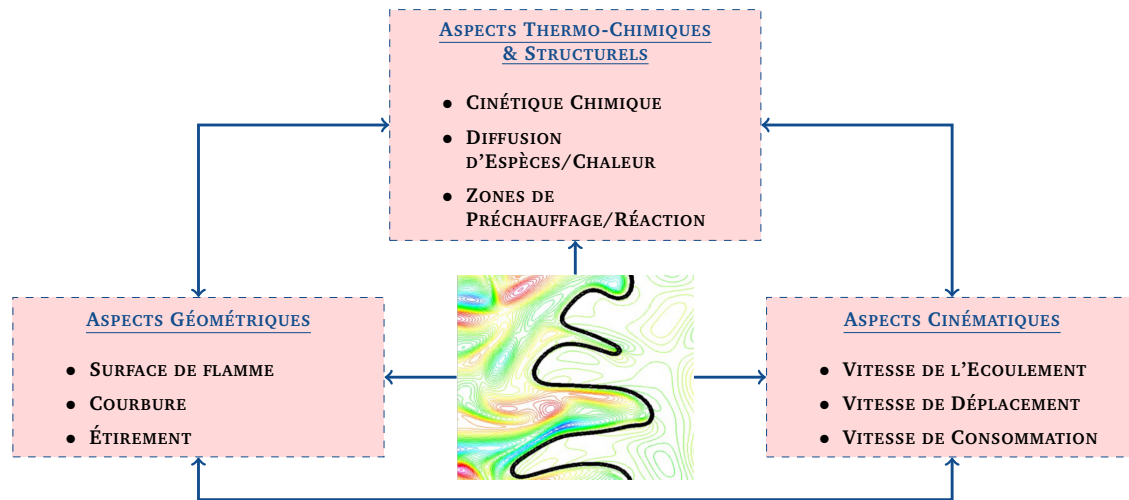 Aspects Thermo-Chimiques
& Structurels
• Cinétique Chimique
• Diffusion
d'Espèces/Chaleur
• Zones de
Préchauffage/Réaction
Aspects Géométriques
• Surface de flamme
• Courbure
• Étirement
Aspects Cinématiques
• Vitesse de l'Ecoulement
• Vitesse de Déplacement
• Vitesse de Consommation